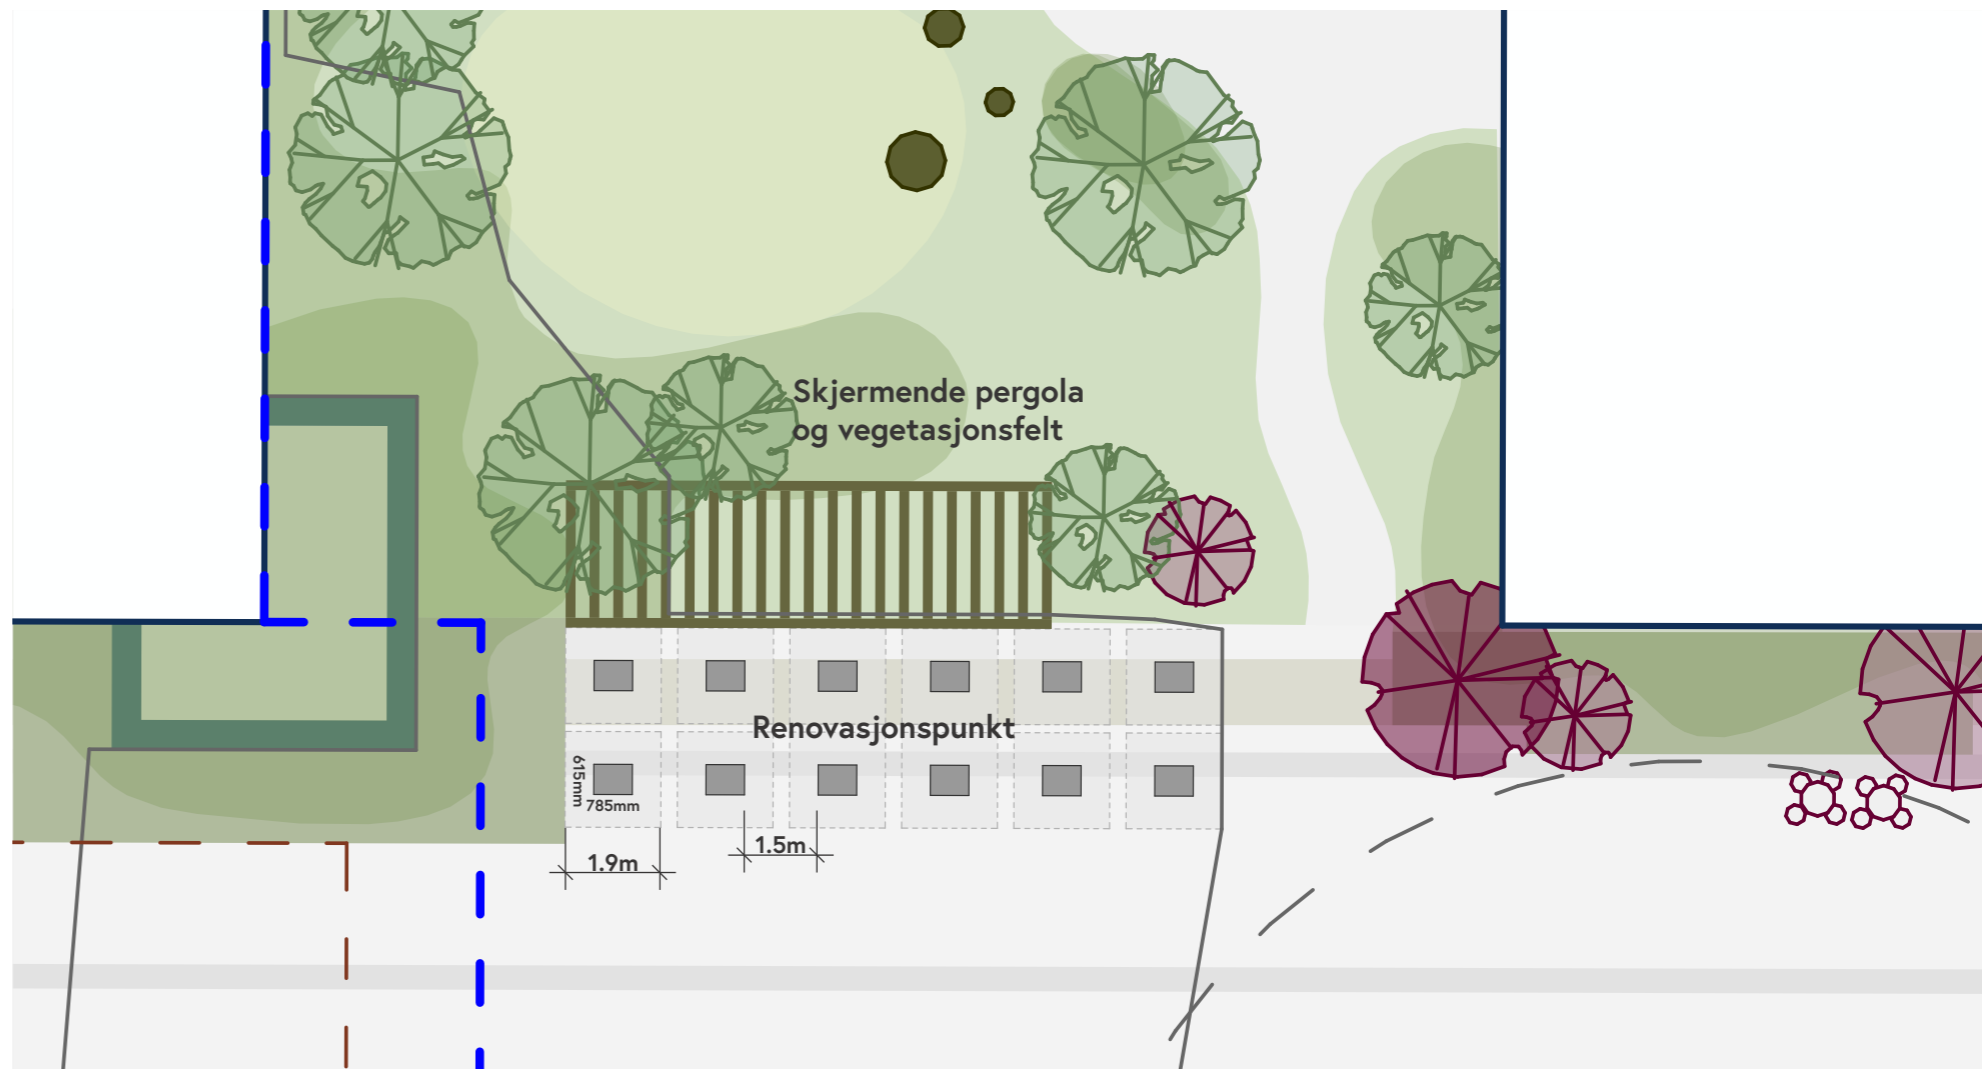 Skjermende pergola
og vegetasjonsfelt
Renovasjonspunkt
615mm
785mm
1.5m
1.9m